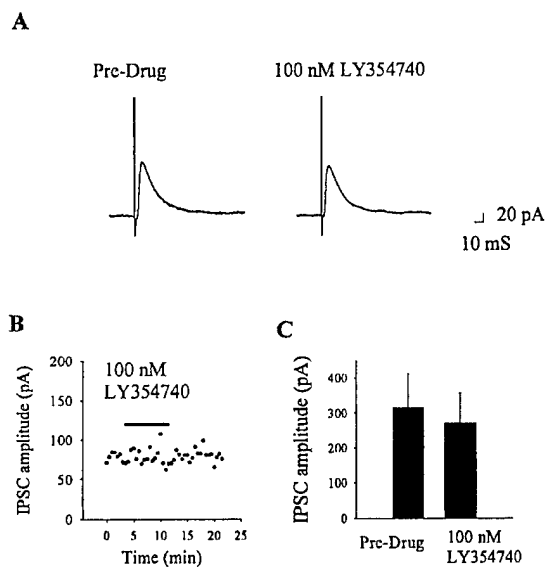 A
Pre-Drug
100 nM LY354740
20 pA
10 mS
B
IPSC amplitude (pA)
200
150
100
50
0
100 nM
LY354740
0 5 10 15 20 25
Time (min)
C
IPSC amplitude (pA)
400
300
200
100
0
Pre-Drug
100 nM
LY354740